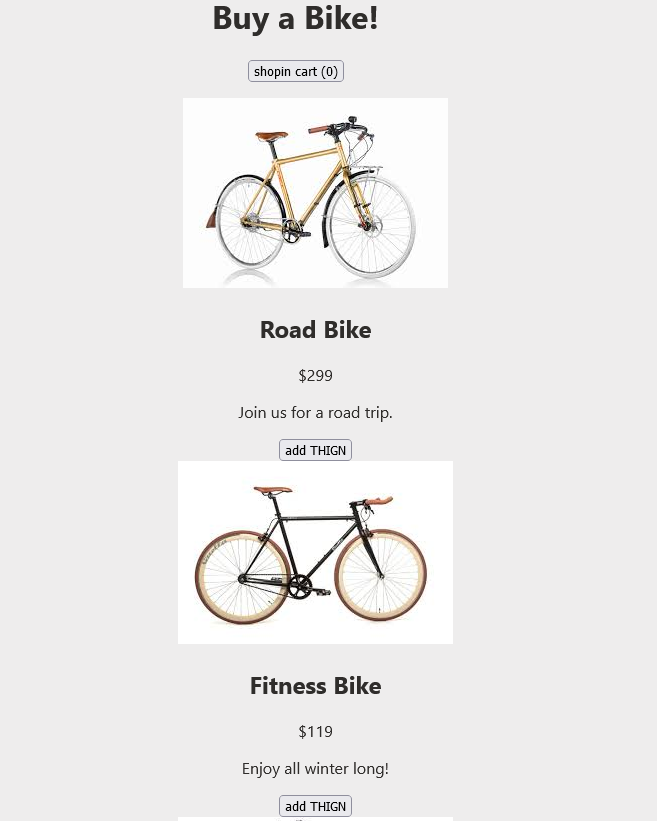 Buy a Bike!
shopin cart (0)
Road Bike
$299
Join us for a road trip.
add THIGN
Fitness Bike
$119
Enjoy all winter long!
add THIGN